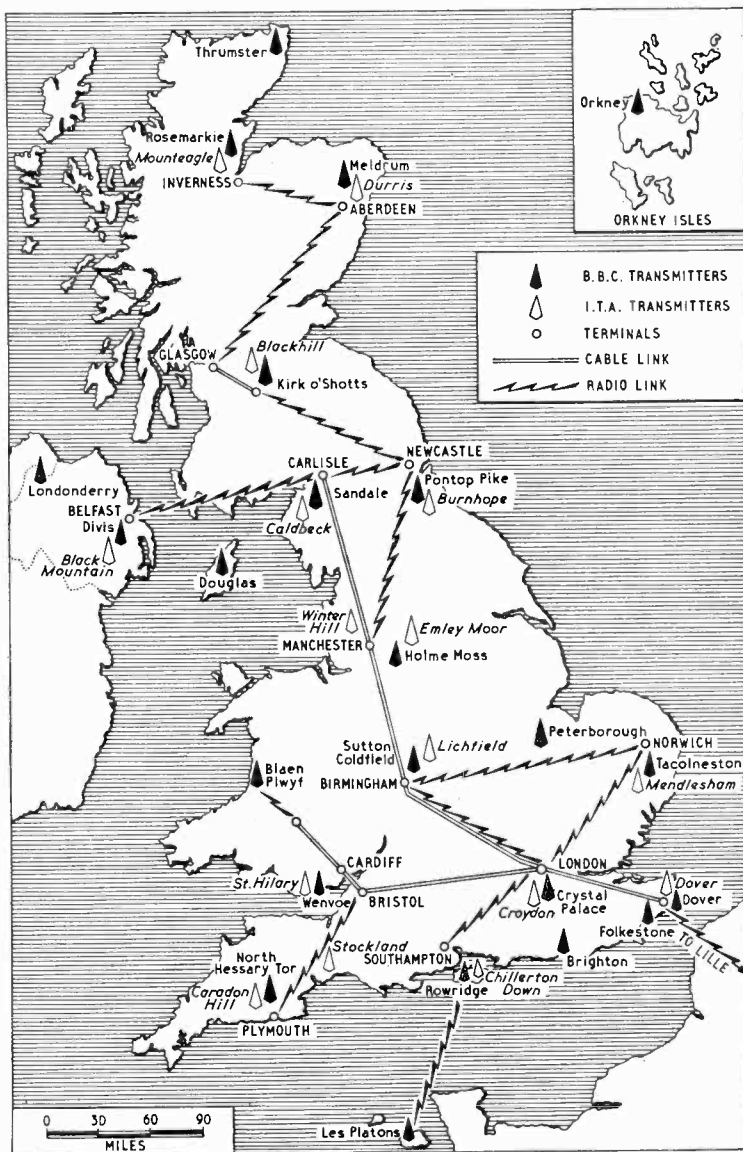 Thrumster
Orkney
ORKNEY ISLES
Rosemarkie
Mounteagle
INVERNESS
Meldrum
Durris
ABERDEEN
B.B.C. TRANSMITTERS
I.T.A. TRANSMITTERS
TERMINALS
CABLE LINK
RADIO LINK
GLASGOW
Blackhill
Kirk o'Shotts
NEWCASTLE
Pontop Pike
Burnhope
CARLISLE
Sandale
Caldbeck
Londonderry
BELFAST
Divis
Black
Mountain
Douglas
Winter
Hill
MANCHESTER
Emley Moor
Holme Moss
Sutton
Coldfield
Lichfield
BIRMINGHAM
Peterborough
NORWICH
Tacolneston
Mendlesham
Blaen
Plwyf
CARDIFF
St. Hilary
Wenvoe
BRISTOL
LONDON
Crystal
Palace
Croydon
Dover
Dover
Folkestone
TO LILLE
Brighton
Stockland
SOUTHAMPTON
Rowridge
Chillerton
Down
North
Hessary Tor
Caradon
Hill
PLYMOUTH
Les Platons
0 30 60 90
MILES